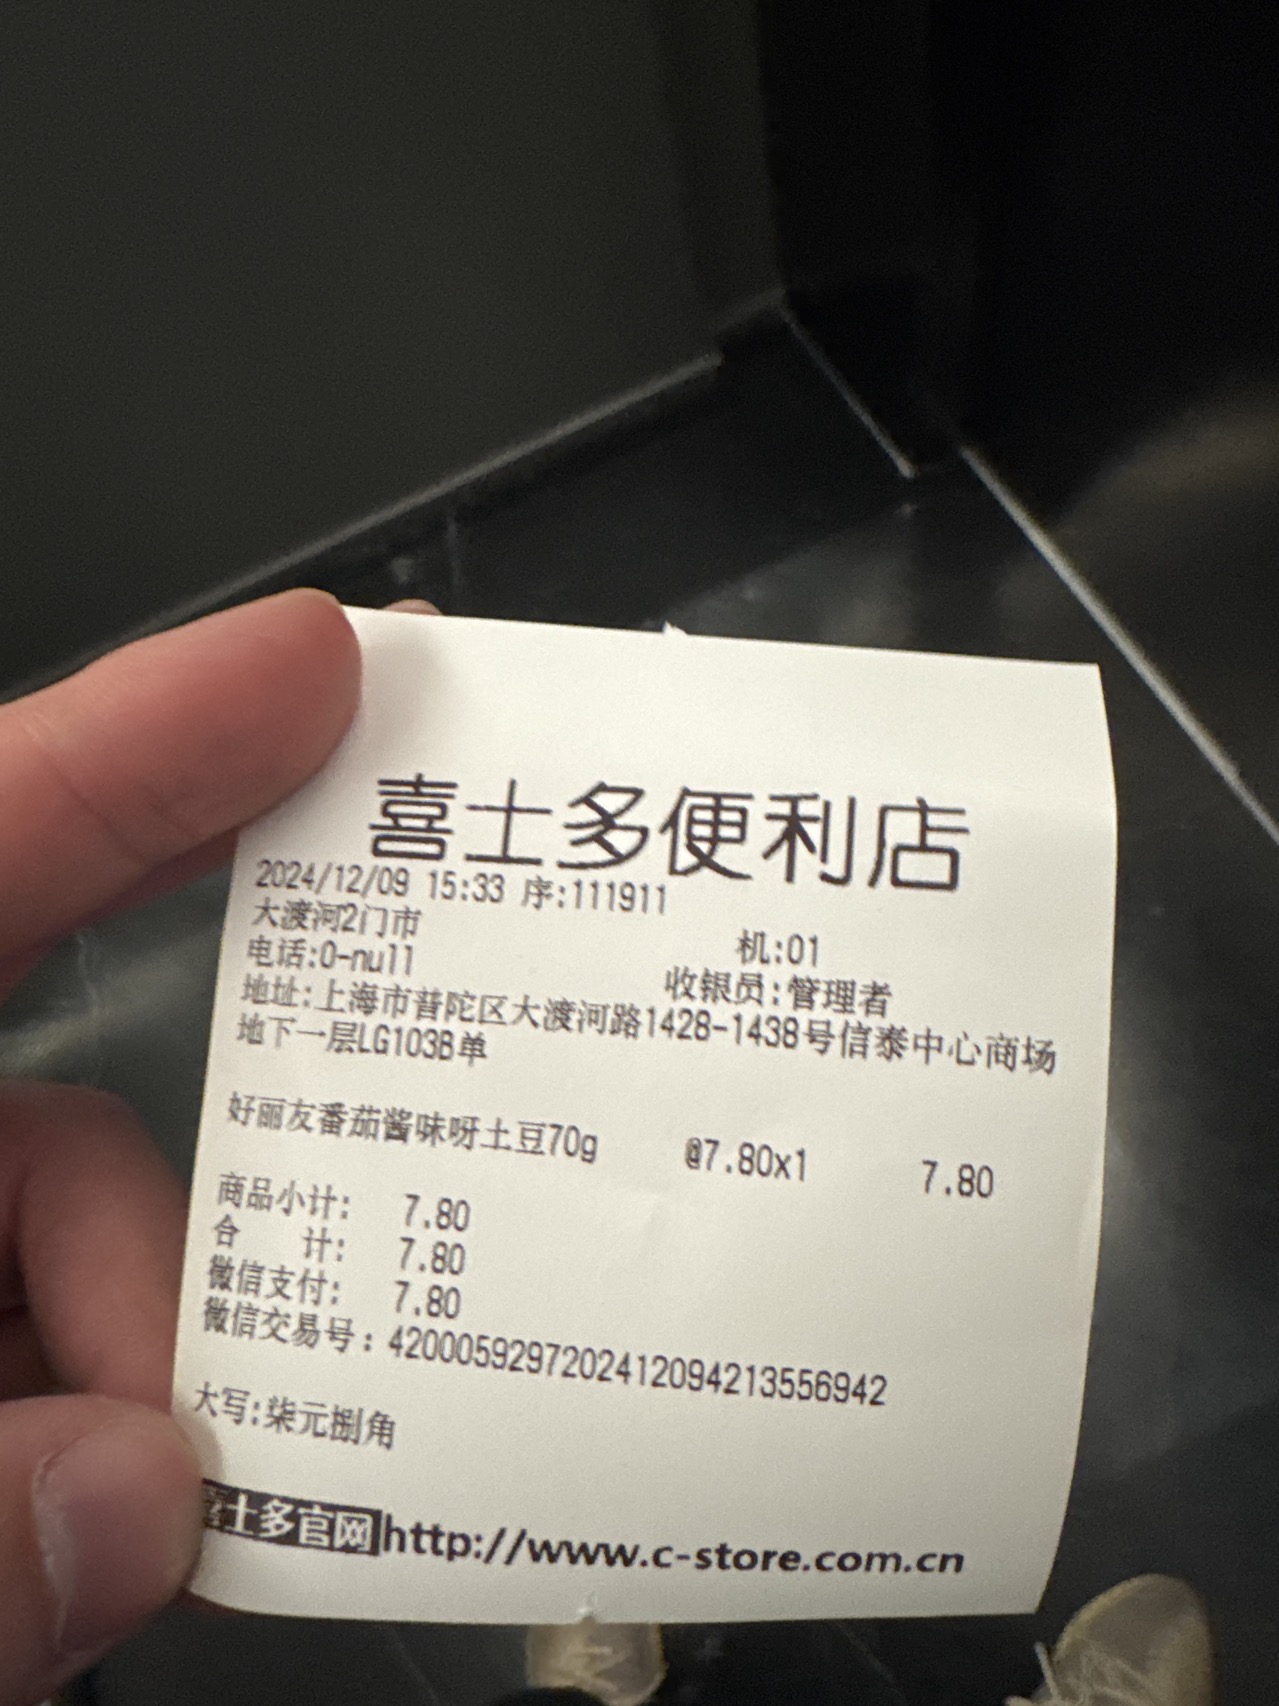 喜士多便利店
2024/12/09 15:33 序:111911
大渡河2门市 机:01
电话:0-null 收银员:管理者
地址:上海市普陀区大渡河路1428-1438号信泰中心商场
地下一层LG103B单
好丽友番茄酱味呀土豆70g @7.80x1 7.80
商品小计: 7.80
合 计: 7.80
微信支付: 7.80
微信交易号:4200059297202412094213556942
大写:柒元捌角
喜士多官网http://www.c-store.com.cn